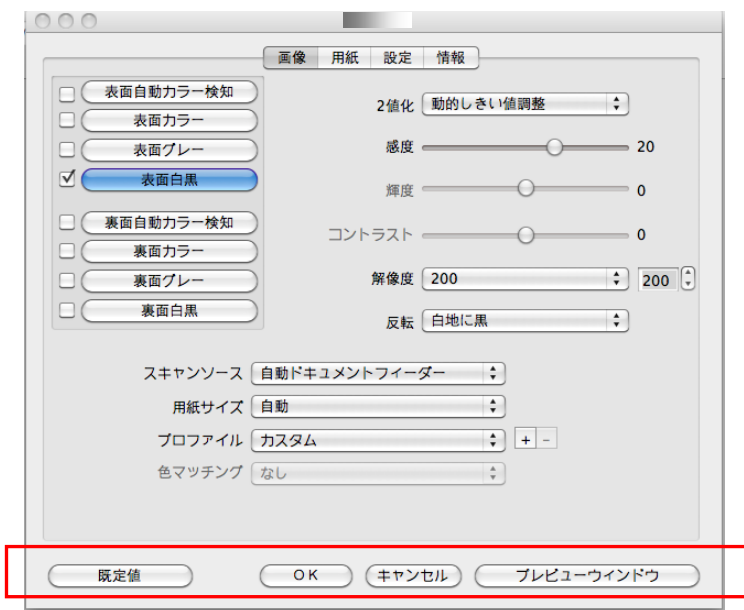 画像 用紙 設定 情報
表面自動カラー検知
表面カラー
表面グレー
表面白黒
裏面自動カラー検知
裏面カラー
裏面グレー
裏面白黒
2値化 動的しきい値調整
感度 20
輝度 0
コントラスト 0
解像度 200 200
反転 白地に黒
スキャンソース 自動ドキュメントフィーダー
用紙サイズ 自動
プロファイル カスタム + -
色マッチング なし
既定値 OK キャンセル プレビューウインドウ